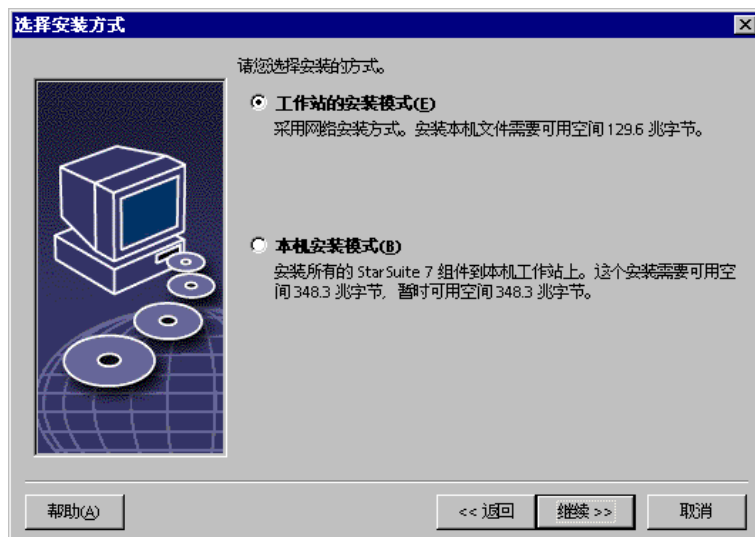 选择安装方式
请您选择安装的方式。
工作站的安装模式(E)
采用网络安装方式。安装本机文件需要可用空间 129.6 兆字节。
本机安装模式(B)
安装所有的 StarSuite 7 组件到本机工作站上。这个安装需要可用空
间 348.3 兆字节，暂时可用空间 348.3 兆字节。
帮助(A)
<< 返回
继续 >>
取消